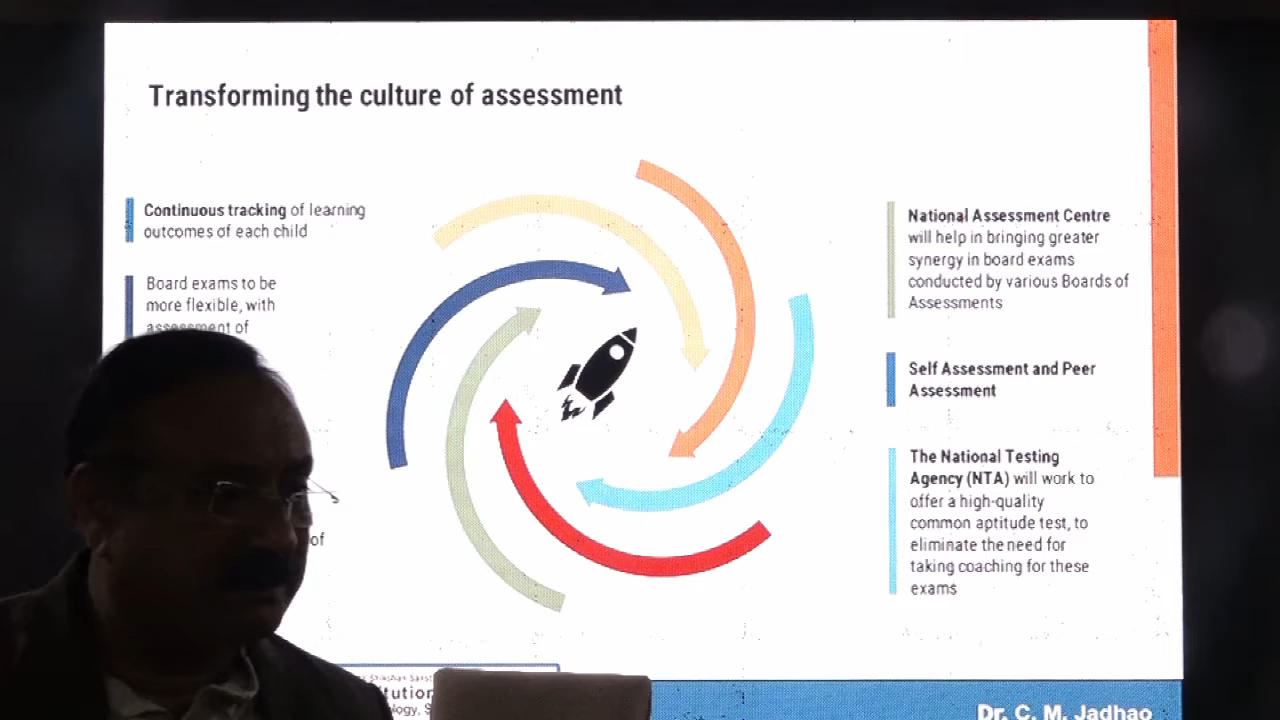 Transforming the culture of assessment
Continuous tracking of learning
outcomes of each child
Board exams to be
more flexible, with
assessment of
of
National Assessment Centre
will help in bringing greater
synergy in board exams
conducted by various Boards of
Assessments
Self Assessment and Peer
Assessment
The National Testing
Agency (NTA) will work to
offer a high-quality
common aptitude test, to
eliminate the need for
taking coaching for these
exams
Dr. C. M. Jadhao